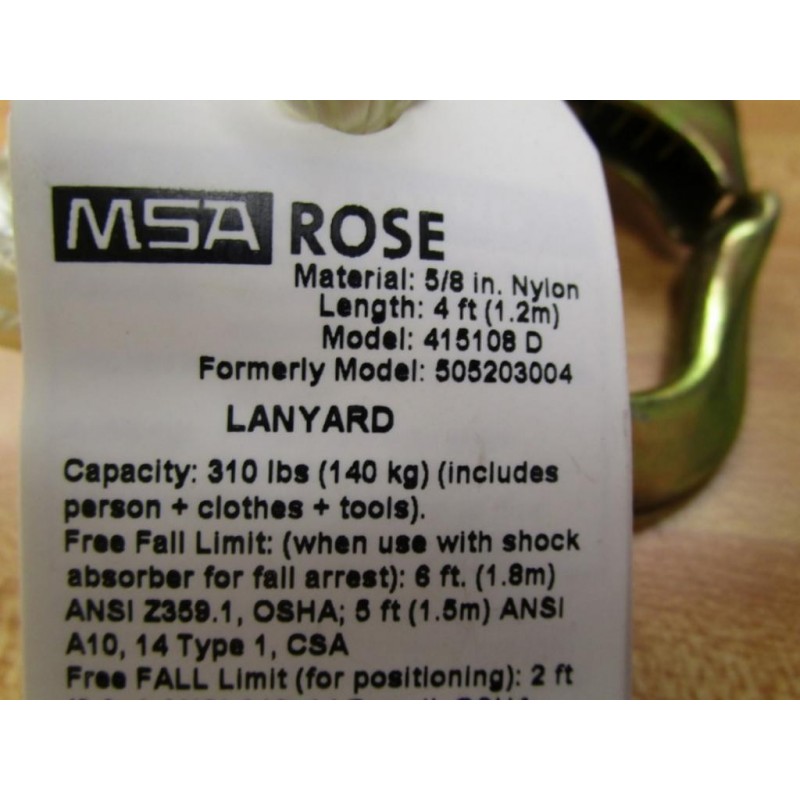 MSA ROSE
Material: 5/8 in. Nylon
Length: 4 ft (1.2m)
Model: 415108 D
Formerly Model: 505203004
LANYARD
Capacity: 310 lbs (140 kg) (includes
person + clothes + tools).
Free Fall Limit: (when use with shock
absorber for fall arrest): 6 ft. (1.8m)
ANSI Z359.1, OSHA; 5 ft (1.5m) ANSI
A10, 14 Type 1, CSA
Free FALL Limit (for positioning): 2 ft